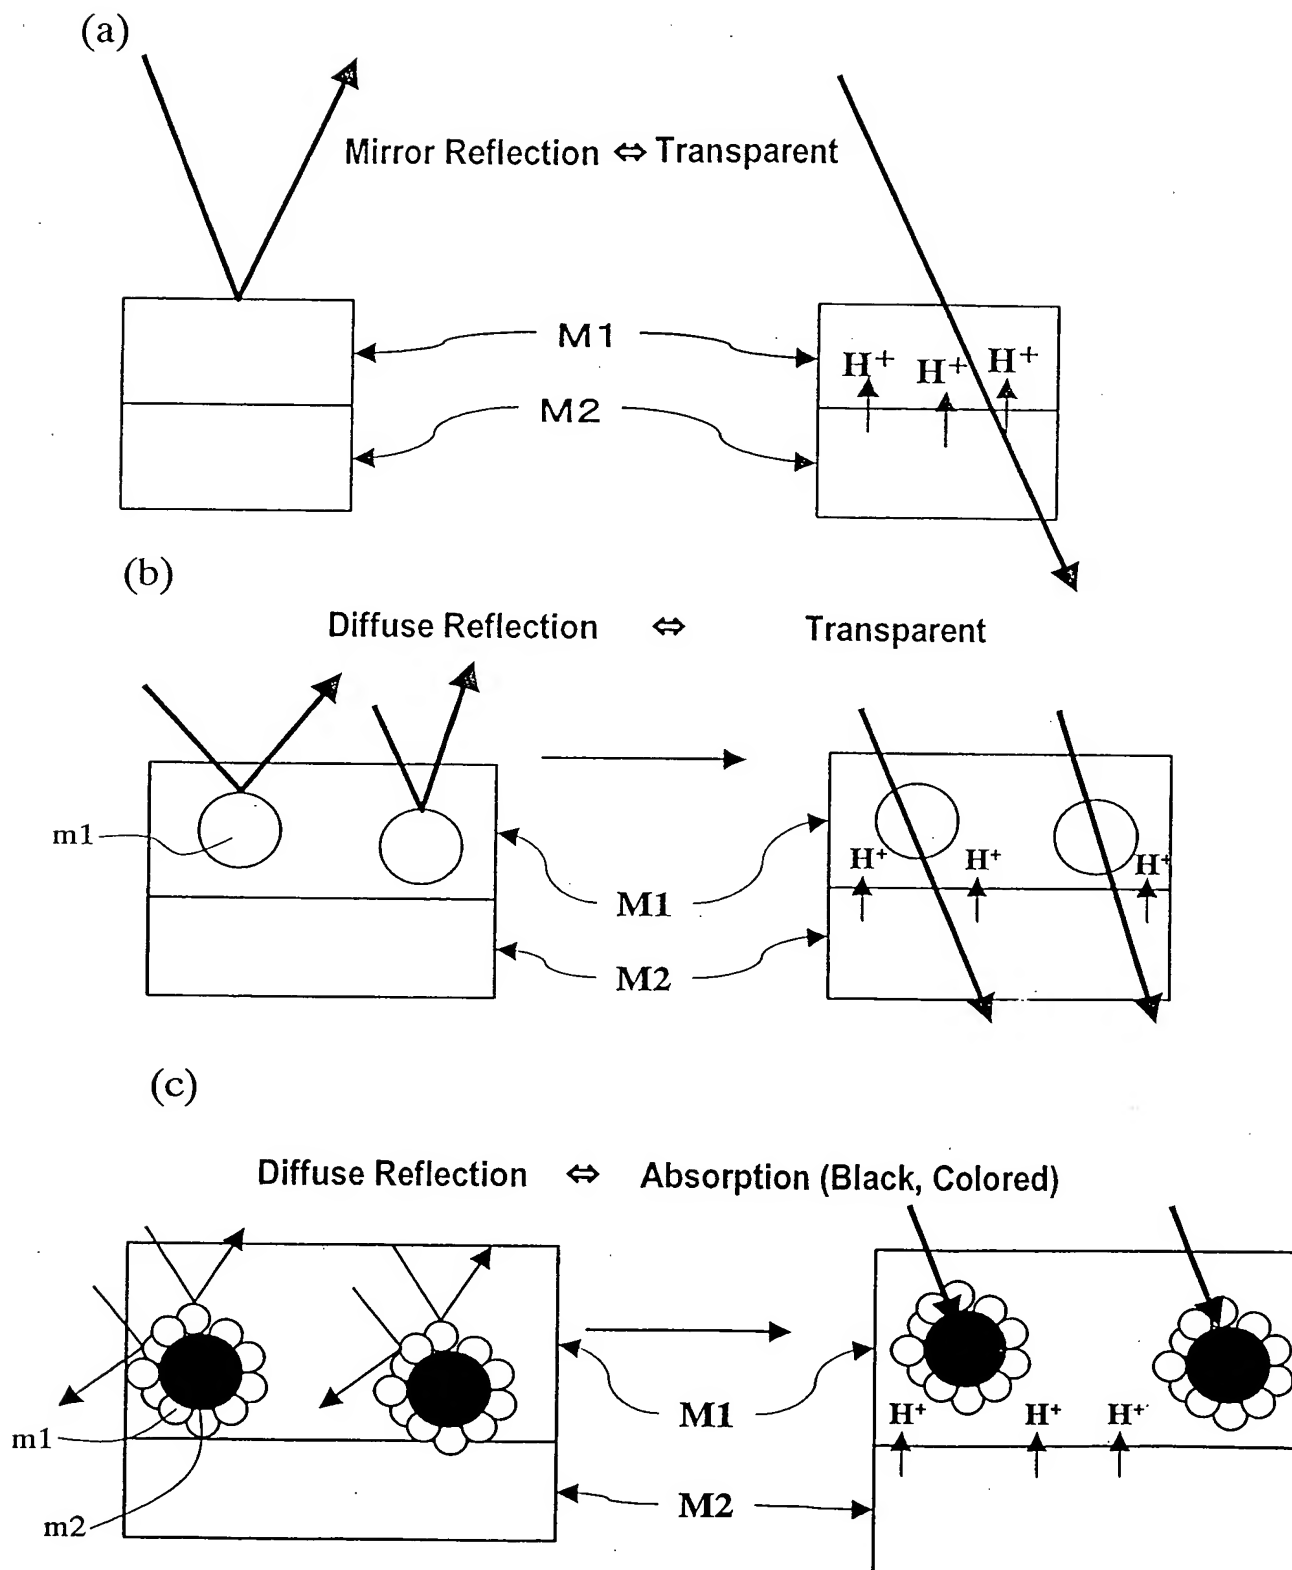 (a)
Mirror Reflection ⇔ Transparent
M1
H+ H+ H+
M2
(b)
Diffuse Reflection ⇔ Transparent
m1
H+ H+ H+
M1
M2
(c)
Diffuse Reflection ⇔ Absorption (Black, Colored)
M1
H+ H+ H+
m1
M2
m2